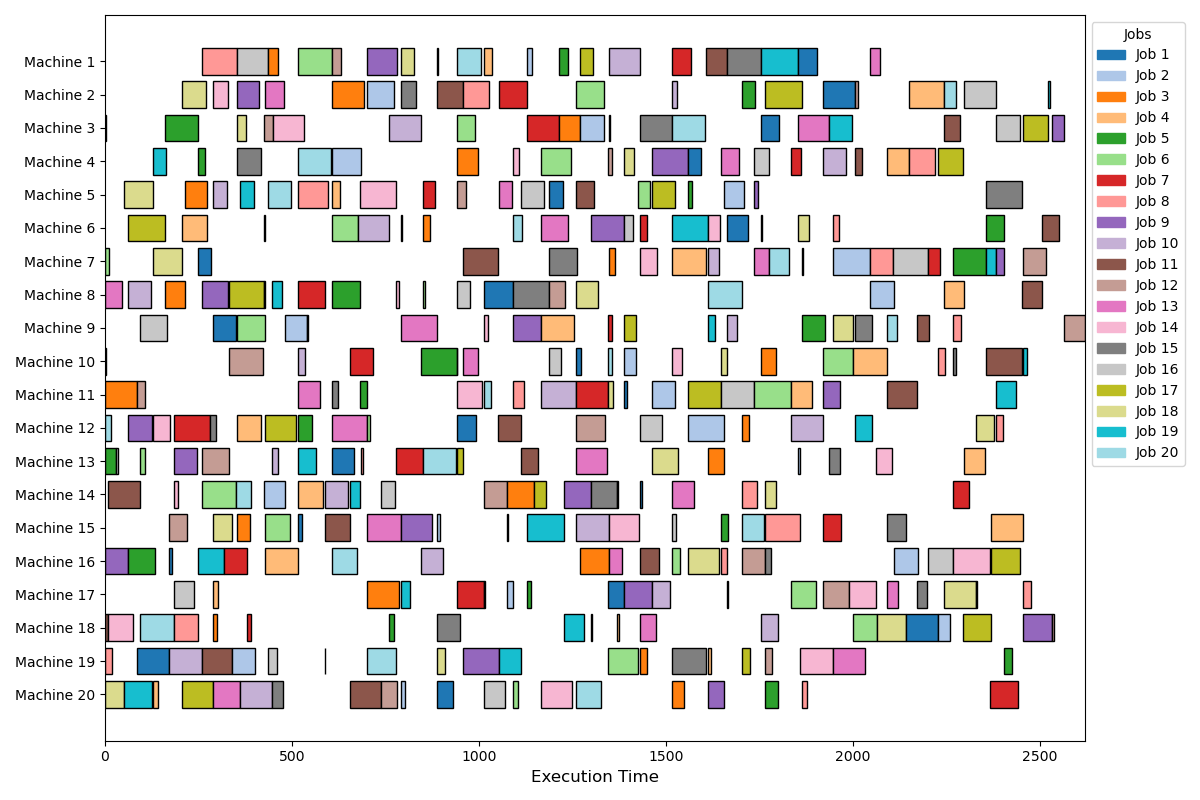 Machine 1
Machine 2
Machine 3
Machine 4
Machine 5
Machine 6
Machine 7
Machine 8
Machine 9
Machine 10
Machine 11
Machine 12
Machine 13
Machine 14
Machine 15
Machine 16
Machine 17
Machine 18
Machine 19
Machine 20
0 500 1000 1500 2000 2500
Execution Time
Jobs
Job 1
Job 2
Job 3
Job 4
Job 5
Job 6
Job 7
Job 8
Job 9
Job 10
Job 11
Job 12
Job 13
Job 14
Job 15
Job 16
Job 17
Job 18
Job 19
Job 20